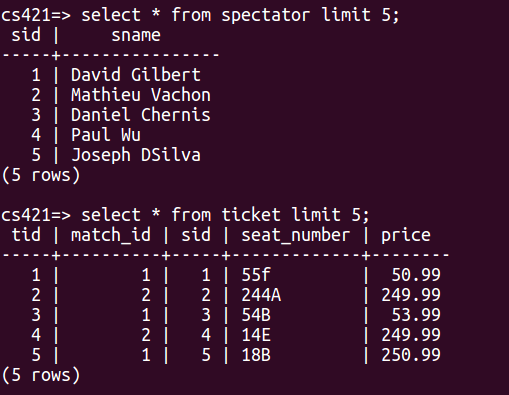 cs421=> select * from spectator limit 5;
 sid |     sname
-----+---------------
   1 | David Gilbert
   2 | Mathieu Vachon
   3 | Daniel Chernis
   4 | Paul Wu
   5 | Joseph DSilva
(5 rows)

cs421=> select * from ticket limit 5;
 tid | match_id | sid | seat_number | price
-----+----------+-----+-------------+--------
   1 |        1 |   1 | 55f         |  50.99
   2 |        2 |   2 | 244A        | 249.99
   3 |        1 |   3 | 54B         |  53.99
   4 |        2 |   4 | 14E         | 249.99
   5 |        1 |   5 | 18B         | 250.99
(5 rows)